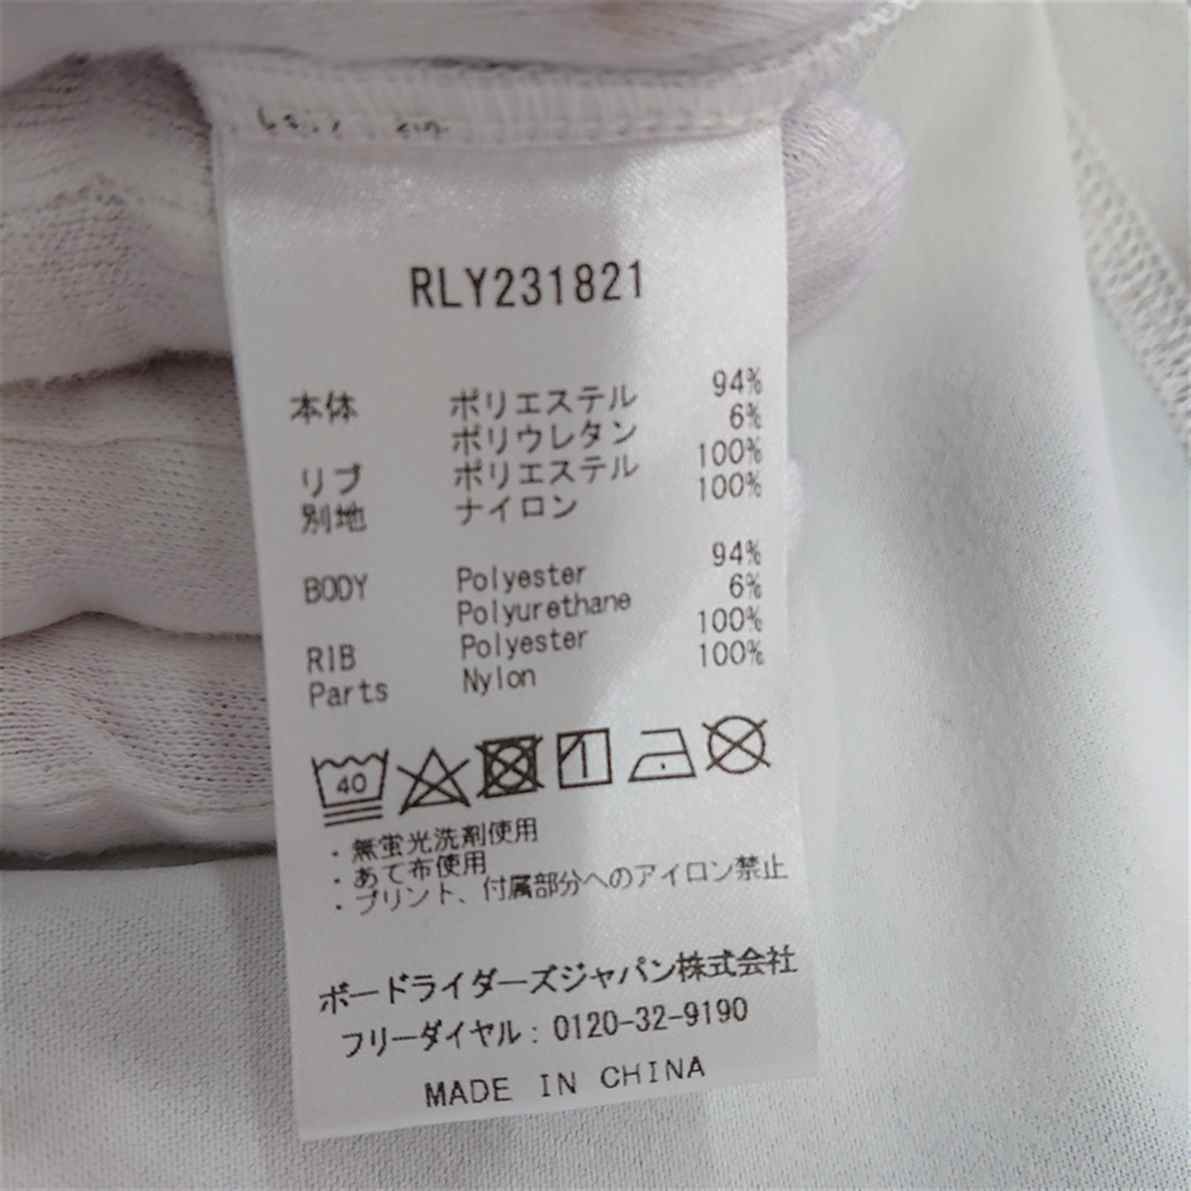 RLY231821
本体 ポリエステル 94%
ポリウレタン 6%
リブ ポリエステル 100%
別地 ナイロン 100%
BODY Polyester 94%
Polyurethane 6%
RIB Polyester 100%
Parts Nylon 100%
40
・無蛍光洗剤使用
・あて布使用
・プリント、付属部分へのアイロン禁止
ボードライダーズジャパン株式会社
フリーダイヤル：0120-32-9190
MADE IN CHINA